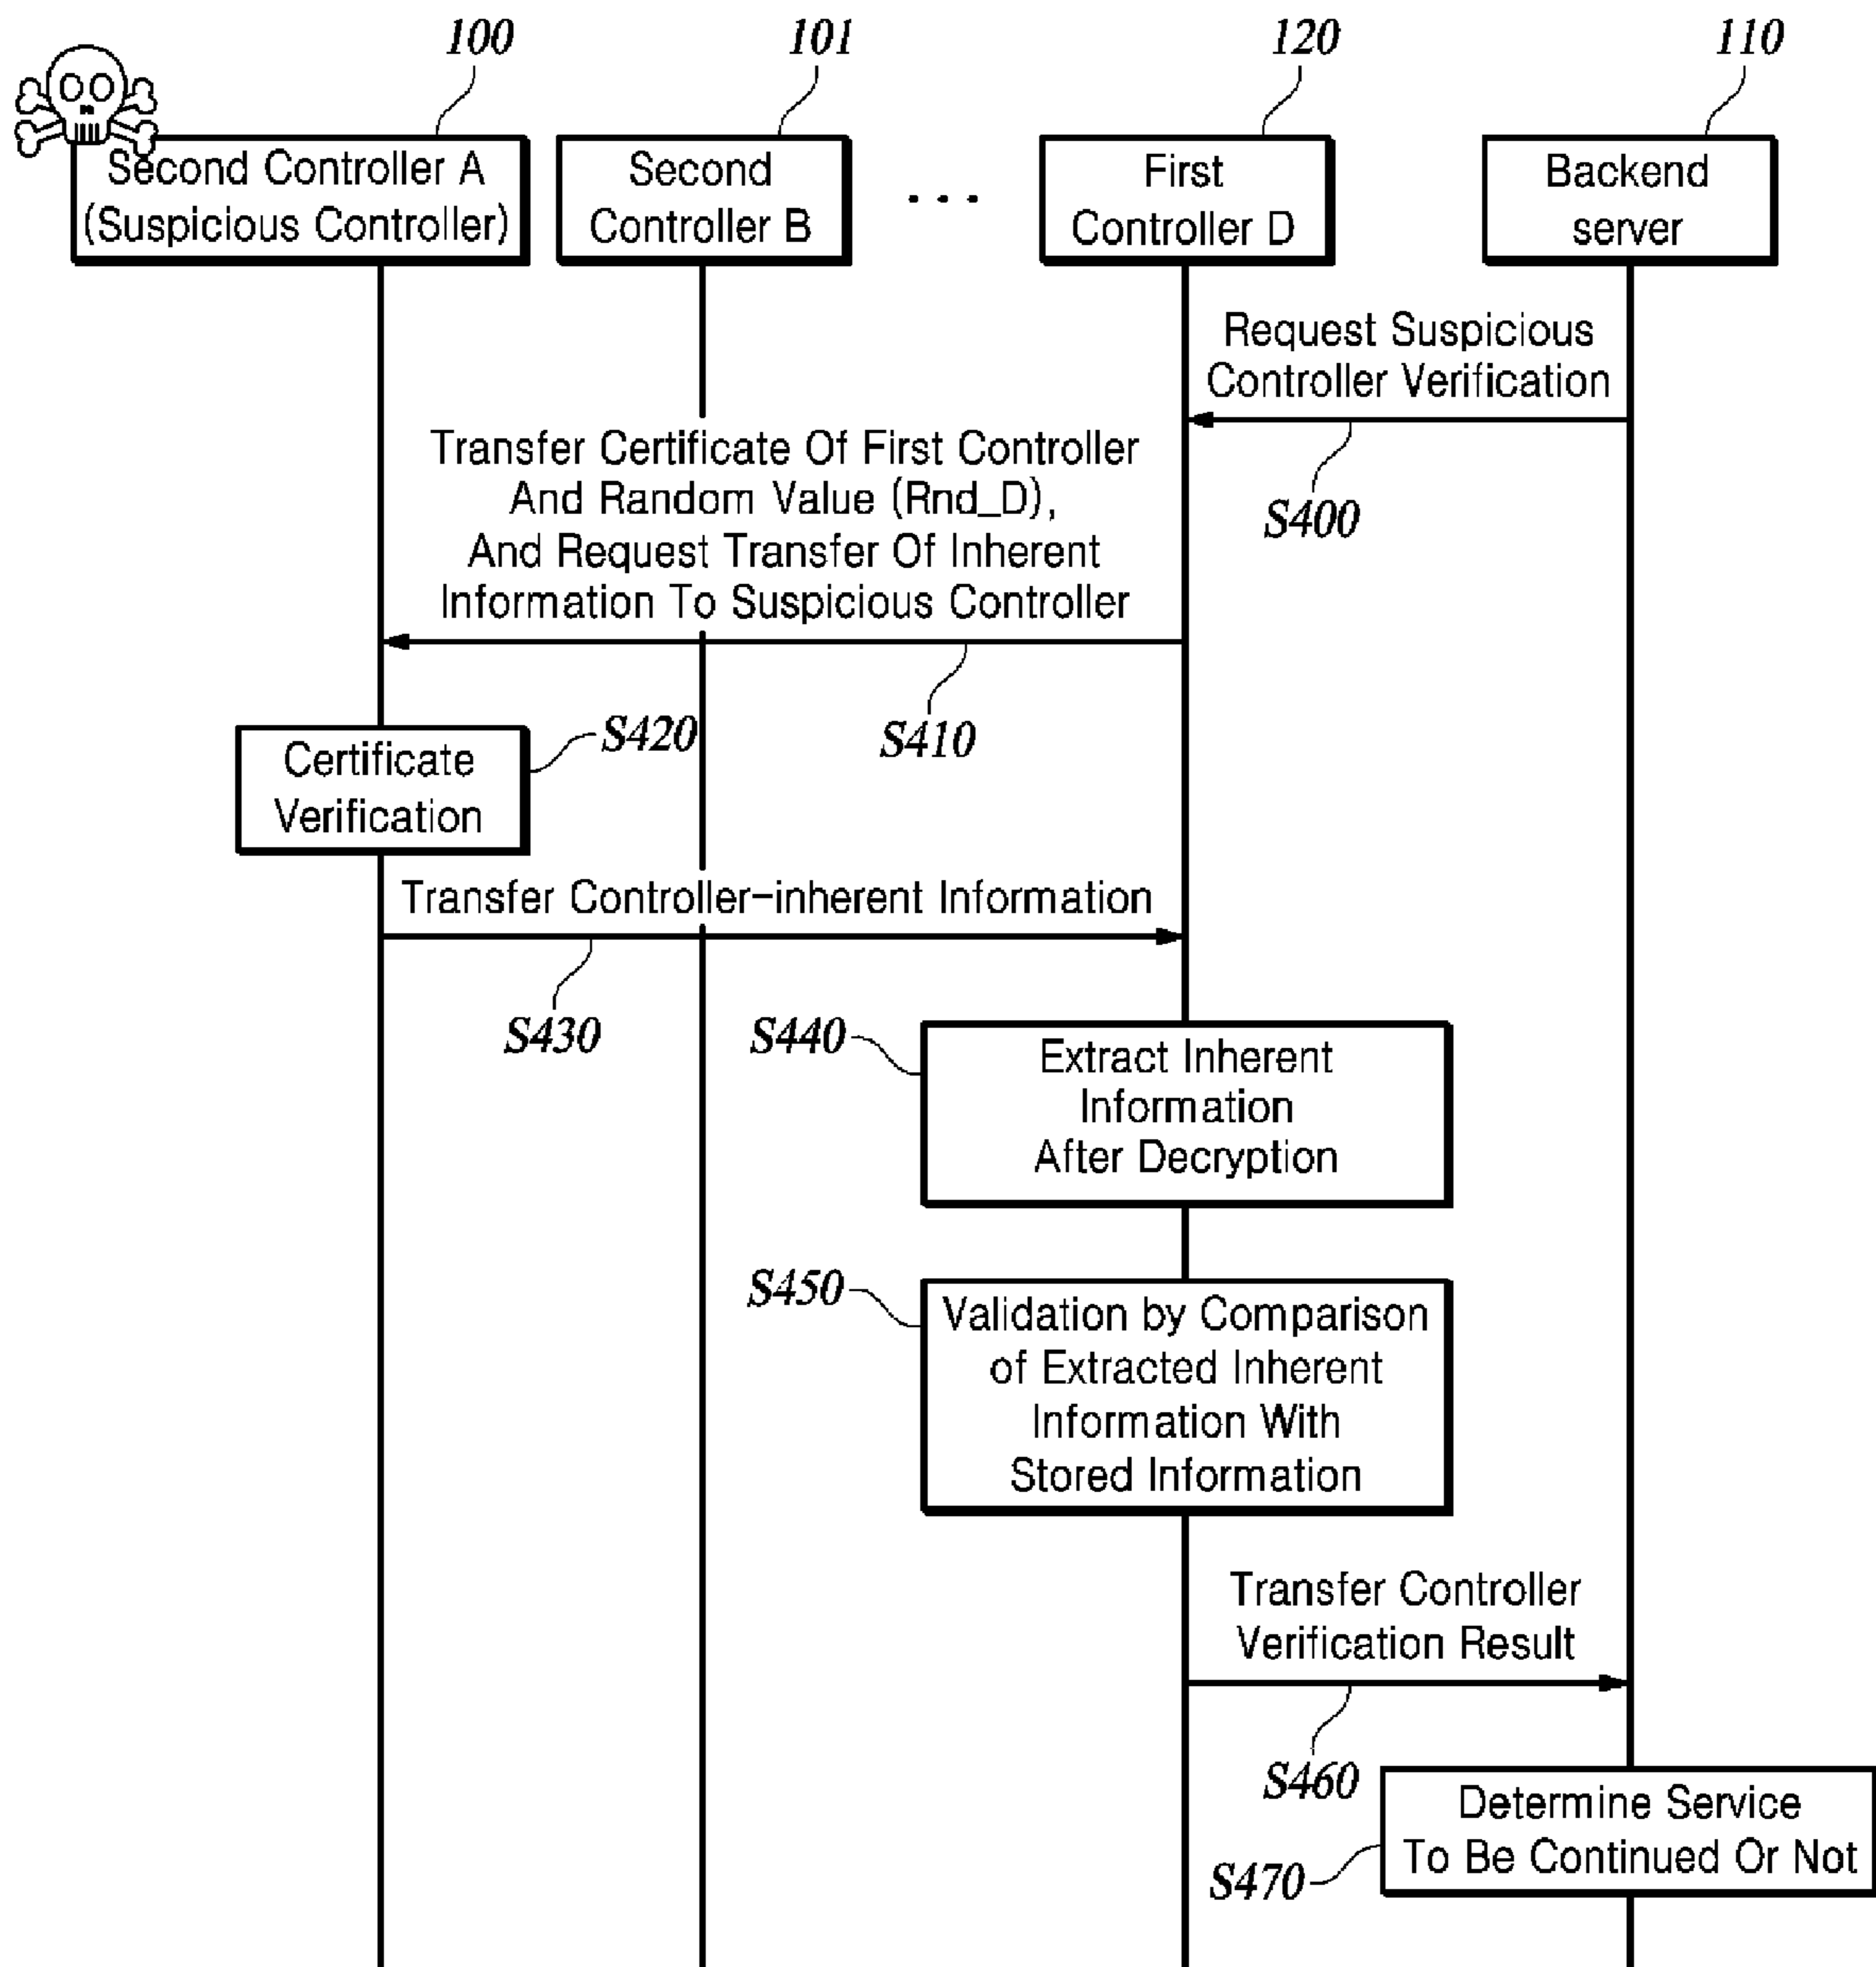 100
101
120
110
Second Controller A
(Suspicious Controller)
Second
Controller B
. . .
First
Controller D
Backend
server
Request Suspicious
Controller Verification
S400
Transfer Certificate Of First Controller
And Random Value (Rnd_D),
And Request Transfer Of Inherent
Information To Suspicious Controller
S410
Certificate
Verification
S420
Transfer Controller-inherent Information
S430
S440
Extract Inherent
Information
After Decryption
S450
Validation by Comparison
of Extracted Inherent
Information With
Stored Information
Transfer Controller
Verification Result
S460
Determine Service
To Be Continued Or Not
S470